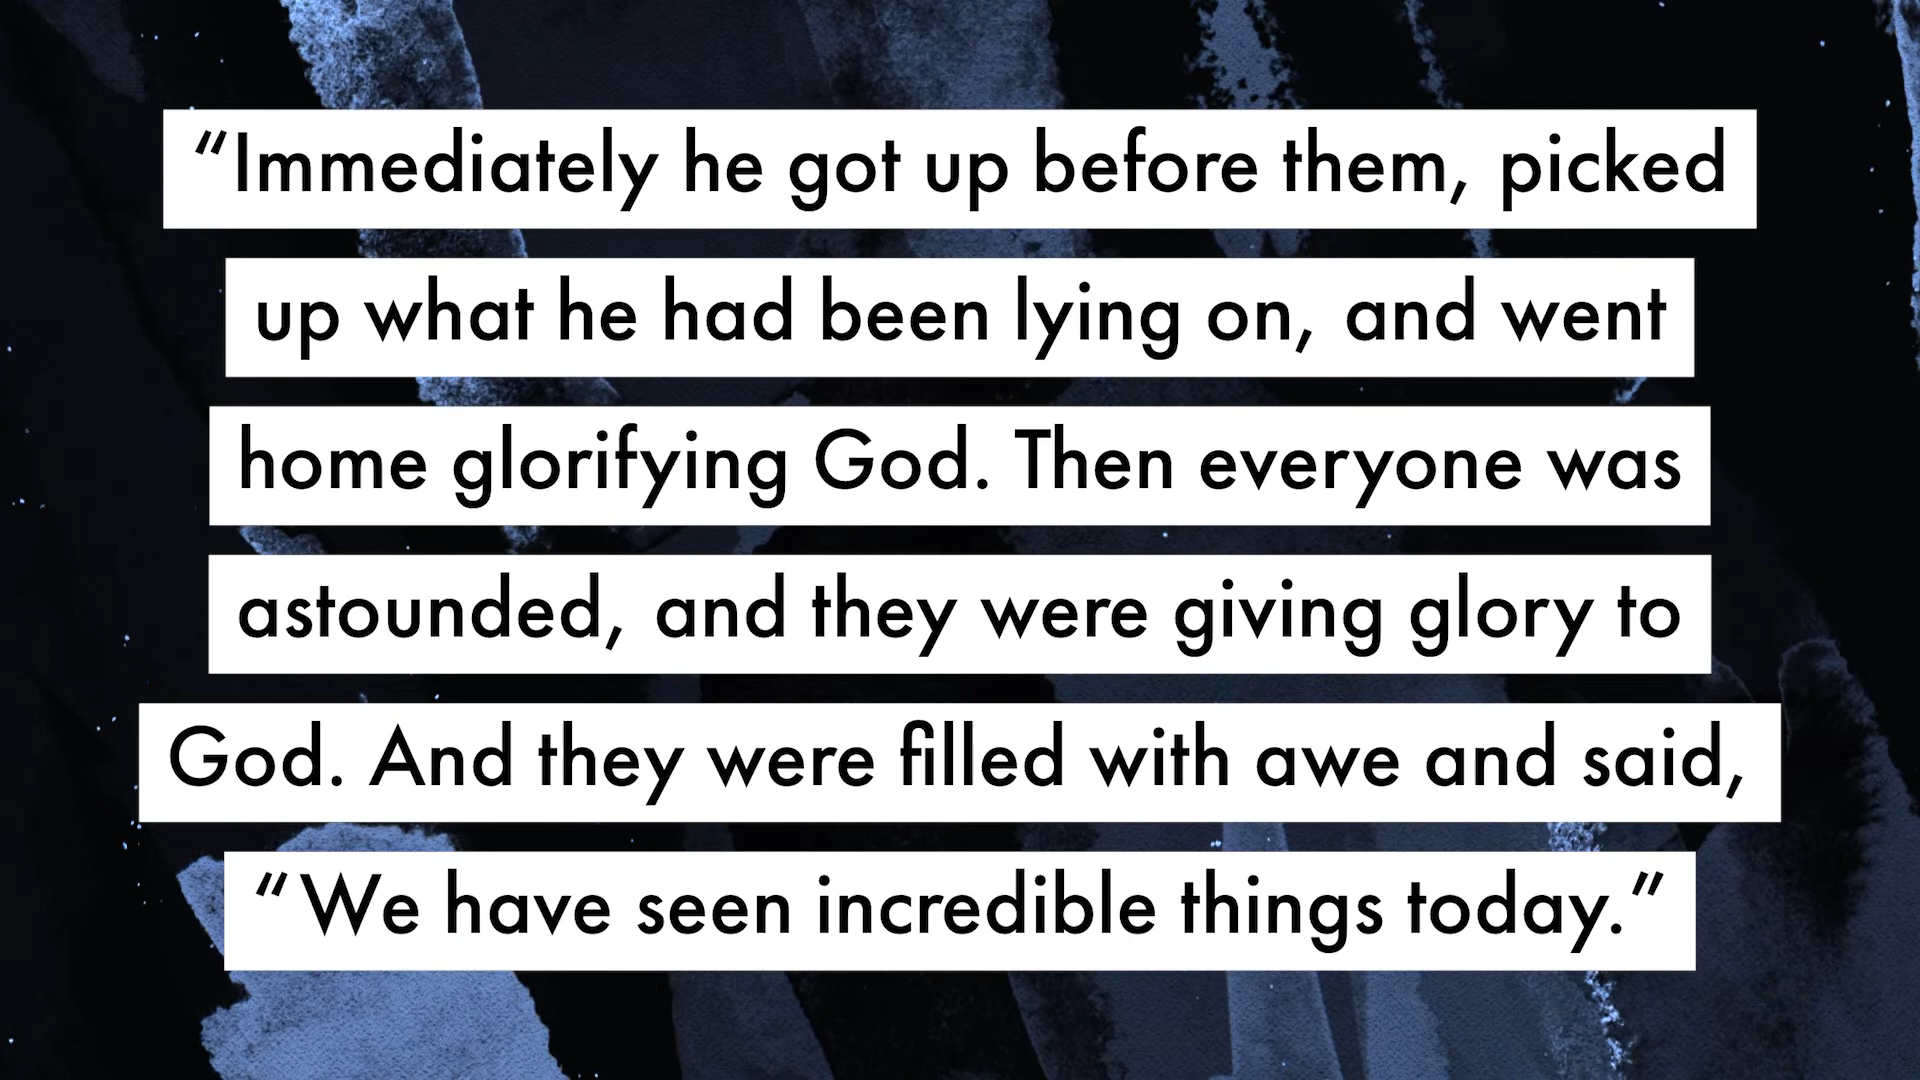 “Immediately he got up before them, picked
up what he had been lying on, and went
home glorifying God. Then everyone was
astounded, and they were giving glory to
God. And they were filled with awe and said,
“We have seen incredible things today.”